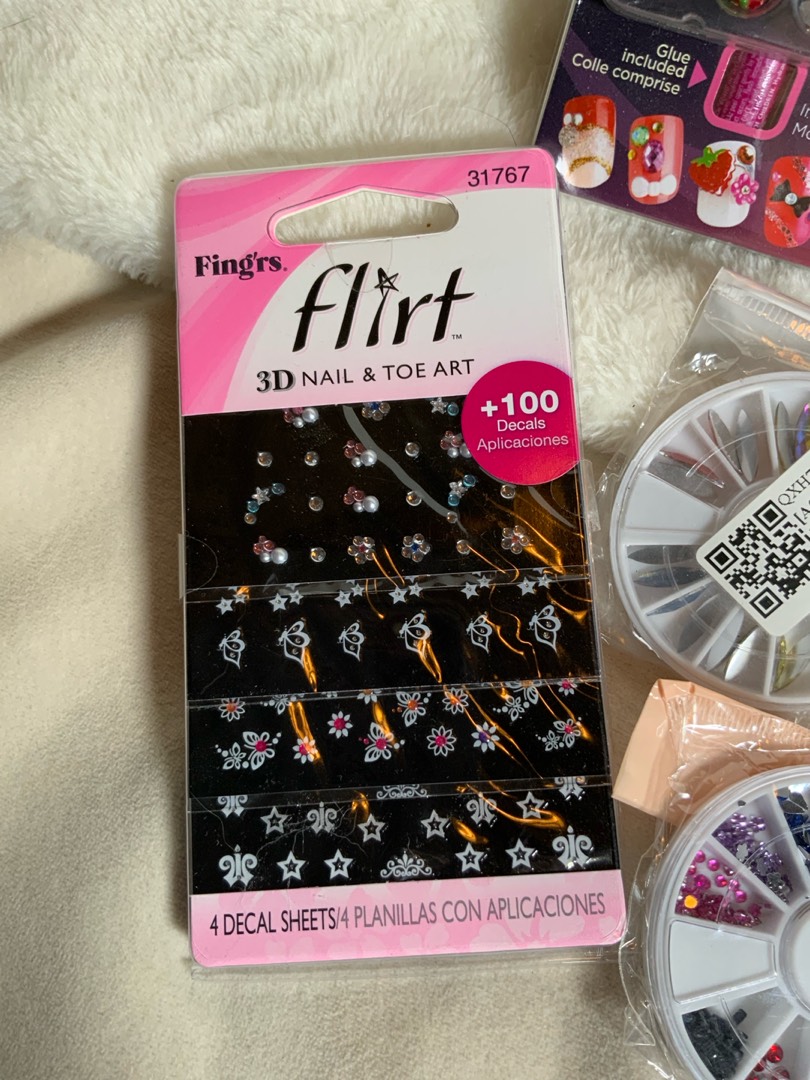 31767
Fing'rs®
flirt™
3D NAIL & TOE ART
+100
Decals
Aplicaciones
4 DECAL SHEETS/4 PLANILLAS CON APLICACIONES
Glue
included
Colle comprise